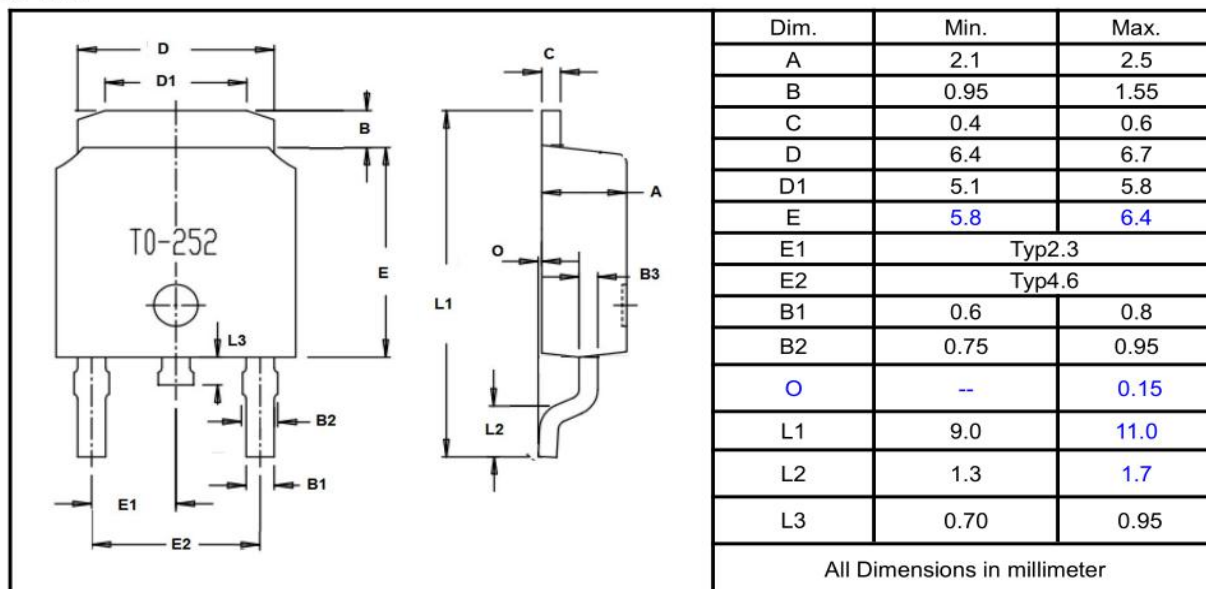 D
D1
C
B
A
TO-252
O
B3
E
L1
L3
L2
B2
B1
E1
E2
Dim. Min. Max.
A 2.1 2.5
B 0.95 1.55
C 0.4 0.6
D 6.4 6.7
D1 5.1 5.8
E 5.8 6.4
E1 Typ2.3
E2 Typ4.6
B1 0.6 0.8
B2 0.75 0.95
O -- 0.15
L1 9.0 11.0
L2 1.3 1.7
L3 0.70 0.95
All Dimensions in millimeter